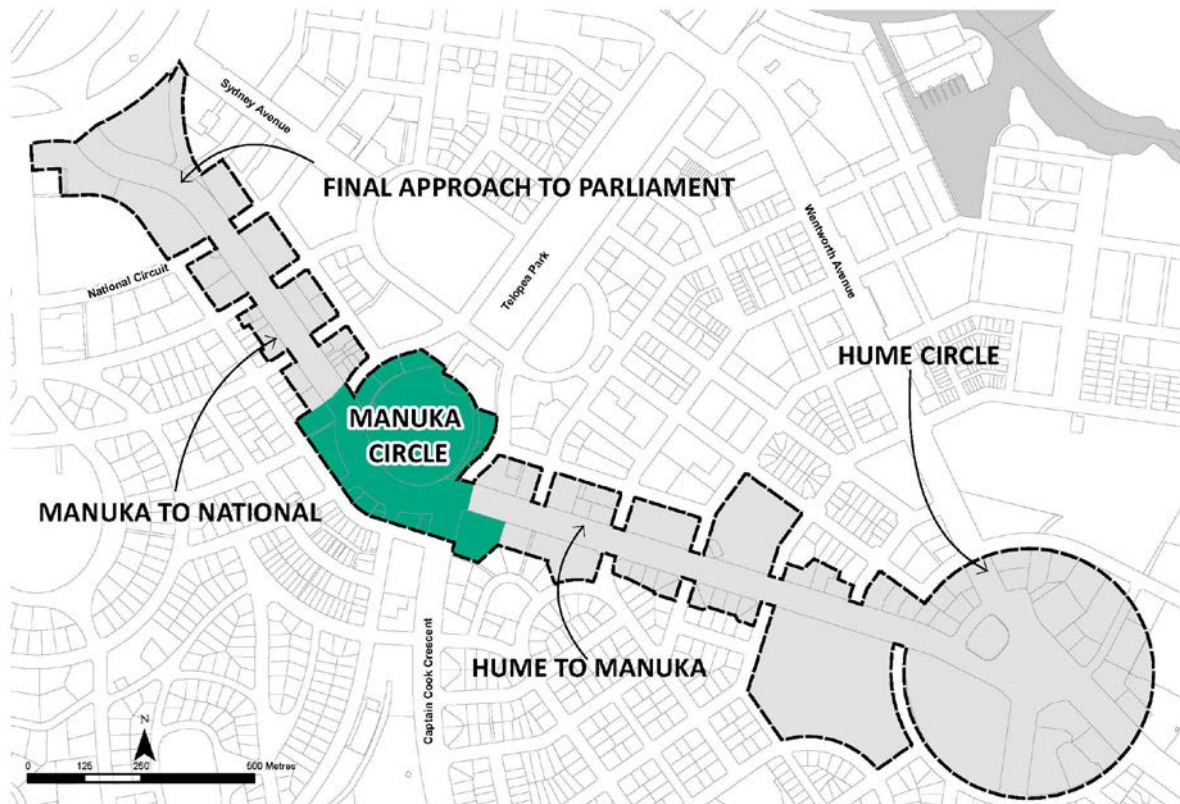 Sydney Avenue
FINAL APPROACH TO PARLIAMENT
Wentworth Avenue
National Circuit
Telopea Park
HUME CIRCLE
MANUKA
CIRCLE
MANUKA TO NATIONAL
HUME TO MANUKA
Captain Cook Crescent
N
0 125 250 500 Metres